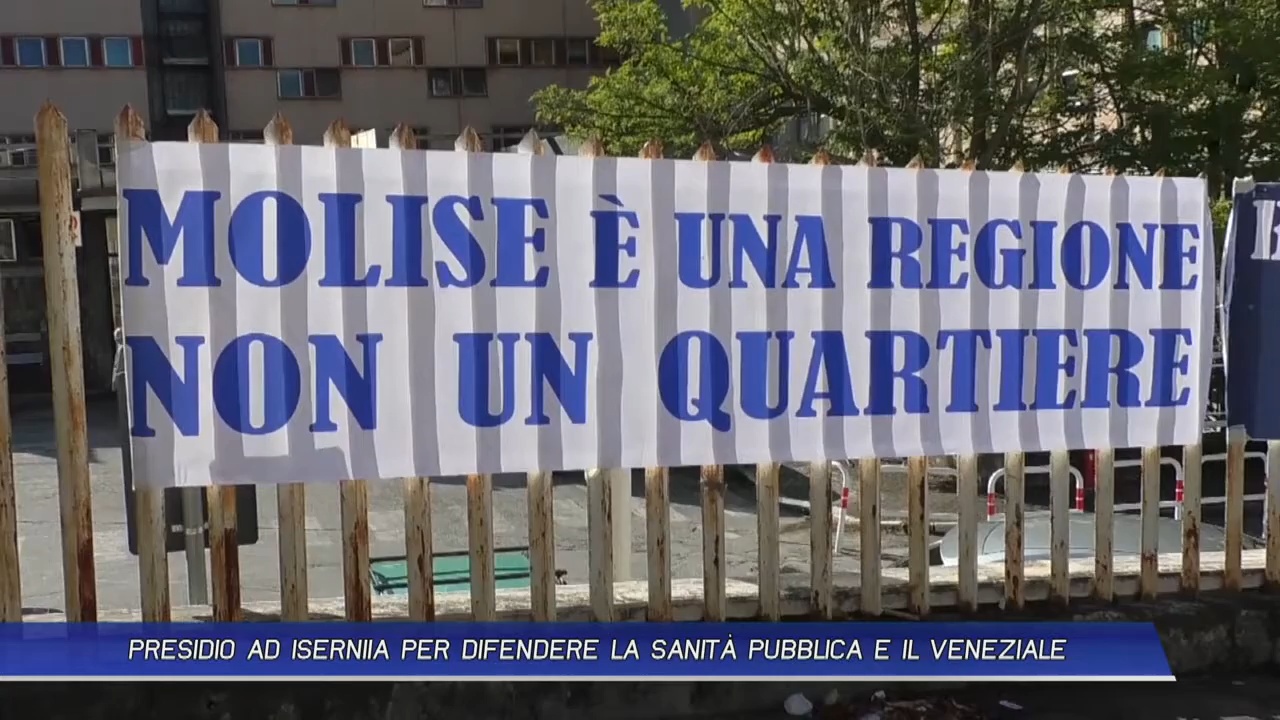 MOLISE È UNA REGIONE
NON UN QUARTIERE
PRESIDIO AD ISERNIIA PER DIFENDERE LA SANITÀ PUBBLICA E IL VENEZIALE